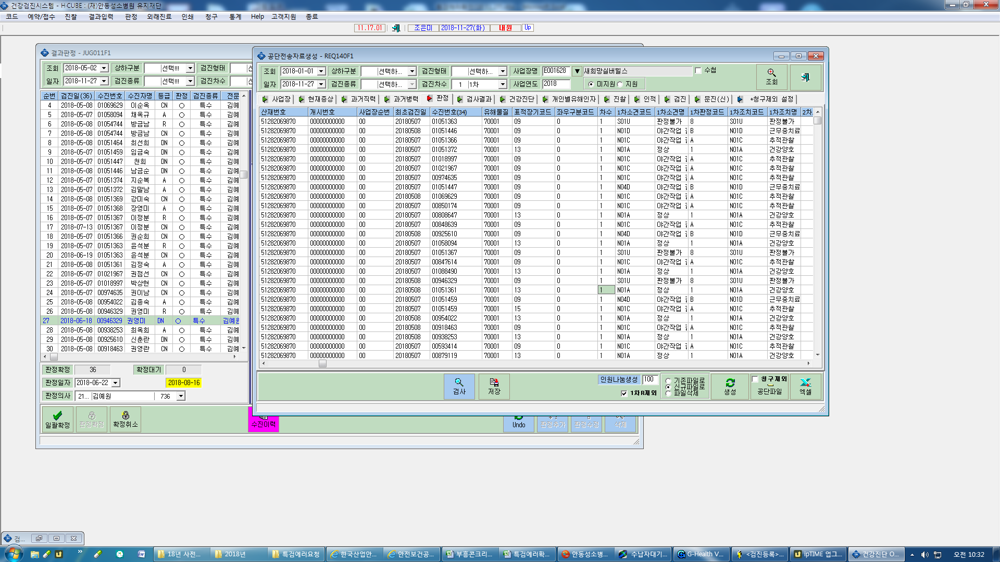 건강검진시스템 - H-CUBE : (재)안동성소병원 유지재단
코드 예약/접수 진찰 결과입력 판정 외래진료 인쇄 청구 통계 Help 고객지원 종료
11.17.01 조은미 2018-11-27(화) 내원 Up
결과판정 - JUG011F1
조회 2018-05-02 상하구분 선택!!! 검진형태
일자 2018-11-27 검진종류 선택!!! 검진차수
순번 검진일(36) 수진번호 수진자명 등급 판정 검진종류 전문
4 2018-05-08 01069629 이순옥 CN ○ 특수 김예
5 2018-05-07 01058094 채옥규 A ○ 특수 김예
6 2018-05-08 01054744 방금남 R ○ 특수 김예
7 2018-05-08 01054744 방금남 CN ○ 특수 김예
8 2018-05-08 01051464 최선희 DN ○ 특수 김예
9 2018-05-07 01051459 임금숙 DN ○ 특수 김예
10 2018-05-07 01051447 천희 DN ○ 특수 김예
11 2018-05-08 01051446 남금순 DN ○ 특수 김예
12 2018-05-07 01051374 지순복 A ○ 특수 김예
13 2018-05-07 01051372 김말남 A ○ 특수 김예
14 2018-05-08 01051369 강미숙 CN ○ 특수 김예
15 2018-05-07 01051368 장영미 A ○ 특수 김예
16 2018-05-07 01051367 이정분 R ○ 특수 김예
17 2018-07-13 01051367 이정분 CN ○ 특수 김예
18 2018-05-07 01051366 권순희 CN ○ 특수 김예
19 2018-05-07 01051363 윤석분 R ○ 특수 김예
20 2018-06-19 01051363 윤석분 CN ○ 특수 김예
21 2018-05-08 01051361 김정숙 A ○ 특수 김예
22 2018-05-07 01021967 권점선 CN ○ 특수 김예
23 2018-05-07 01018997 박상현 CN ○ 특수 김예
24 2018-05-07 00974635 권미남 CN ○ 특수 김예
25 2018-05-08 00954022 김종숙 A ○ 특수 김예
26 2018-05-08 00946329 권영미 R ○ 특수 김예
27 2018-06-18 00946329 권영미 DN ○ 특수 김예원
28 2018-05-08 00938253 최옥희 A ○ 특수 김예
29 2018-05-08 00925610 신춘란 DN ○ 특수 김예
30 2018-05-08 00918463 권영란 CN ○ 특수 김예
판정확정 36 확정대기 0
판정일자 2018-06-22 2018-08-16
판정의사 21... 김예원 736
일괄확정 판정확정 확정취소 수진이력 Undo 판정추가 판정수정 삭제
공단전송자료생성 - REQ140F1
조회 2018-01-01 상하구분 선택하... 검진형태 선택하... 사업장명 E001628 새희망실버힐스 수첩
일자 2018-11-27 검진종류 선택하... 검진차수 1 1차 사업연도 2018 미지원 지원
조회
사업장 현재증상 과거직력 과거병력 판정 검사결과 건강진단 개인별유해인자 진찰 인적 검진 문진(신) *청구제외 설정
산재번호 개시번호 사업장순번 최초검진일 수진번호(34) 유해물질 표적장기코드 좌우구분코드 차수 1차소견코드 1차소견명 1차판정코드 1차조치코드 1차조치명 2차
51282069870 00000000000 00 20180507 01051363 70001 09 0 1 S01U 판정불가 8 S01U 판정불가
51282069870 00000000000 00 20180508 01051446 70001 09 0 1 N01D 야간작업 B N01D 근무중치료
51282069870 00000000000 00 20180507 01051366 70001 09 0 1 N01C 야간작업 A N01C 추적관찰
51282069870 00000000000 00 20180507 01051372 70001 13 0 1 N01A 정상 1 N01A 건강양호
51282069870 00000000000 00 20180507 01018997 70001 09 0 1 N01C 야간작업 A N01C 추적관찰
51282069870 00000000000 00 20180507 01021967 70001 09 0 1 N01C 야간작업 A N01C 추적관찰
51282069870 00000000000 00 20180507 00974635 70001 09 0 1 N01C 야간작업 A N01C 추적관찰
51282069870 00000000000 00 20180507 01051447 70001 09 0 1 N04D 야간작업 B N01D 근무중치료
51282069870 00000000000 00 20180508 01069629 70001 09 0 1 N01C 야간작업 A N01C 추적관찰
51282069870 00000000000 00 20180507 00850174 70001 09 0 1 N01C 야간작업 A N01C 추적관찰
51282069870 00000000000 00 20180507 00808647 70001 13 0 1 N01A 정상 1 N01A 건강양호
51282069870 00000000000 00 20180507 00848639 70001 09 0 1 N01C 야간작업 A N01C 추적관찰
51282069870 00000000000 00 20180508 00925610 70001 09 0 1 N04D 야간작업 B N01D 근무중치료
51282069870 00000000000 00 20180507 01058094 70001 13 0 1 N01A 정상 1 N01A 건강양호
51282069870 00000000000 00 20180507 01051367 70001 09 0 1 S01U 판정불가 8 S01U 판정불가
51282069870 00000000000 00 20180507 00847614 70001 09 0 1 N01C 야간작업 A N01C 추적관찰
51282069870 00000000000 00 20180507 01088490 70001 13 0 1 N01A 정상 1 N01A 건강양호
51282069870 00000000000 00 20180508 00946329 70001 09 0 1 S01U 판정불가 8 S01U 판정불가
51282069870 00000000000 00 20180508 01051361 70001 13 0 1 N01A 정상 1 N01A 건강양호
51282069870 00000000000 00 20180507 01051459 70001 09 0 1 N04D 야간작업 B N01D 근무중치료
51282069870 00000000000 00 20180507 01051459 70001 15 0 1 N01C 야간작업 A N01C 추적관찰
51282069870 00000000000 00 20180508 00954022 70001 13 0 1 N01A 정상 1 N01A 건강양호
51282069870 00000000000 00 20180508 00918463 70001 09 0 1 N01C 야간작업 A N01C 추적관찰
51282069870 00000000000 00 20180508 00938253 70001 13 0 1 N01A 정상 1 N01A 건강양호
51282069870 00000000000 00 20180507 00593414 70001 09 0 1 N01C 야간작업 A N01C 추적관찰
51282069870 00000000000 00 20180507 00879119 70001 13 0 1 N01A 정상 1 N01A 건강양호
검사 저장 인원나눔생성 100 1차R제외
기존파일로
신규파일로
파일삭제
생성 청구제외 공단파일 엑셀
검...
18년 사전... 2018년 특검에러요청 한국산업안... 안전보건공... 부흥콘크리... 특검에러확... 안동성소병... 수납자대기... G-Health V... <검진등록>... ipTIME 업그... 건강진단 O... 오전 10:32